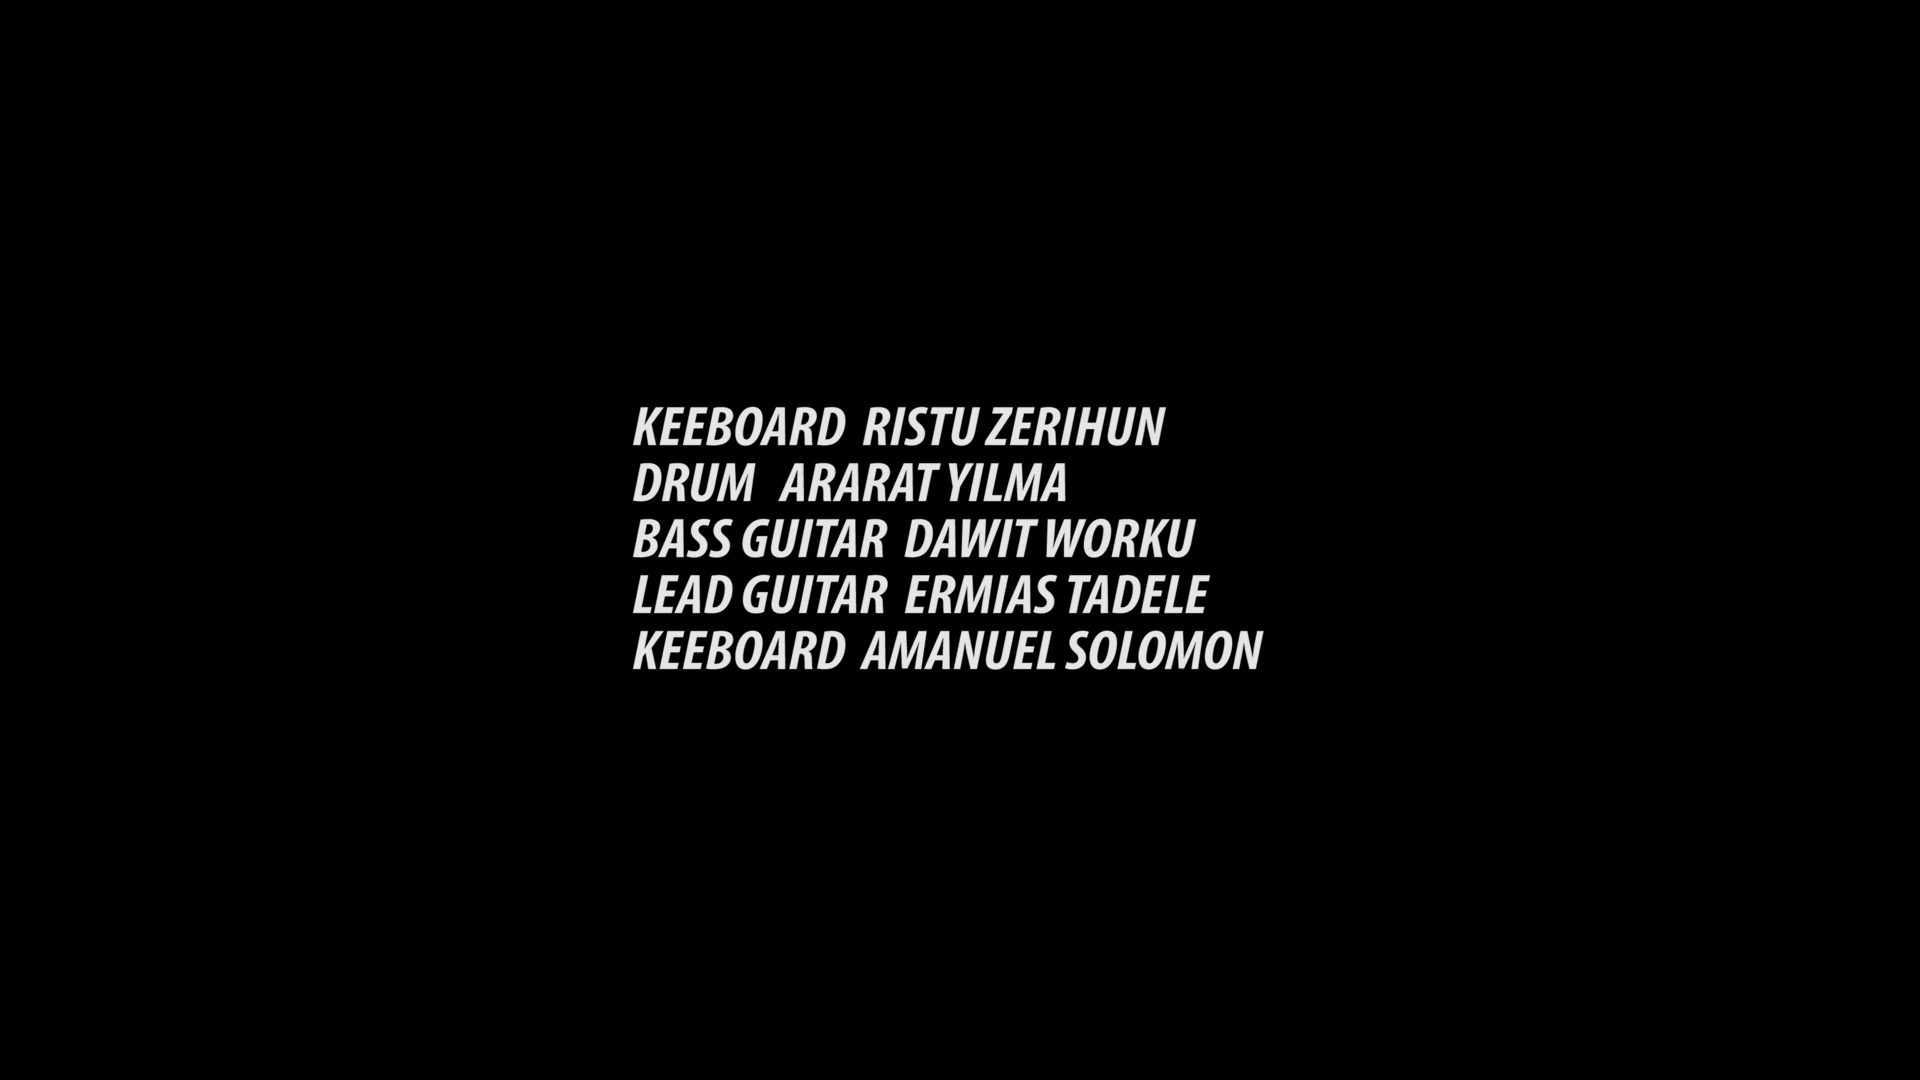 KEEBOARD RISTU ZERIHUN
DRUM ARARAT YILMA
BASS GUITAR DAWIT WORKU
LEAD GUITAR ERMIAS TADELE
KEEBOARD AMANUEL SOLOMON